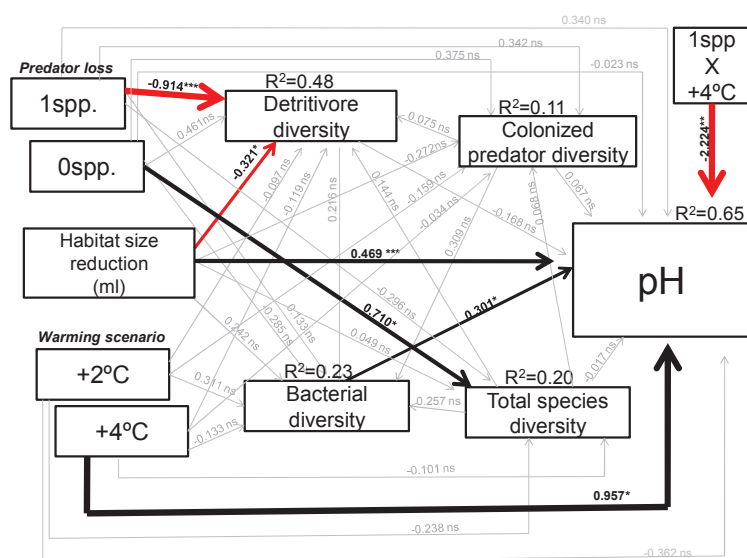 0.340 ns
0.342 ns
0.375 ns
-0.023 ns
1spp
X
+4ºC
Predator loss
1spp.
-0.914***
R²=0.48
Detritivore
diversity
0.461ns
0.075 ns
R²=0.11
Colonized
predator diversity
-2.224**
0spp.
-0.321*
-0.272ns
-0.097 ns
-0.119 ns
0.216 ns
0.144 ns
-0.159 ns
-0.034 ns
0.067 ns
-0.168 ns
0.098 ns
0.309 ns
R²=0.65
pH
Habitat size
reduction
(ml)
0.469 ***
0.710*
-0.296 ns
0.301*
0.242 ns
-0.285 ns
0.133 ns
0.049 ns
-0.017 ns
Warming scenario
+2ºC
+4ºC
0.311 ns
-0.133 ns
R²=0.23
Bacterial
diversity
-0.257 ns
R²=0.20
Total species
diversity
-0.101 ns
0.957*
-0.238 ns
-0.362 ns